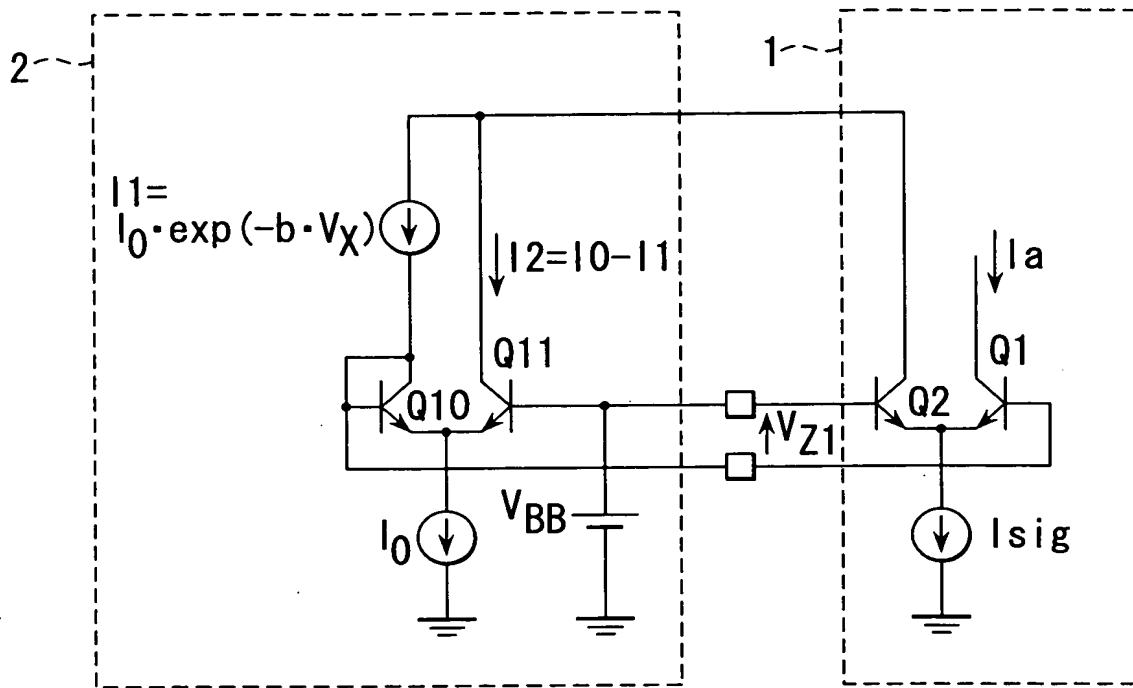 2
1
I1=
I0·exp(-b·VX)
I2=I0-I1
Ia
Q11
Q1
Q10
Q2
VZ1
VBB
I0
Isig